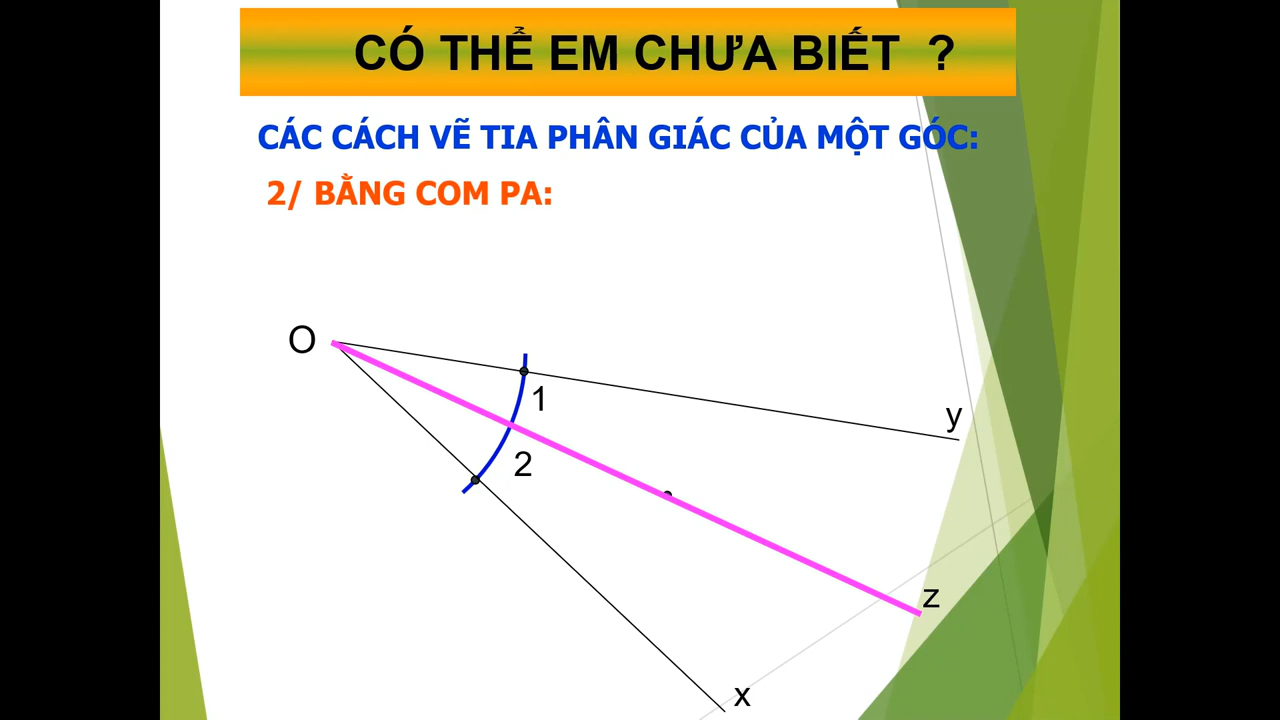 CÓ THỂ EM CHƯA BIẾT ?
CÁC CÁCH VẼ TIA PHÂN GIÁC CỦA MỘT GÓC:
2/ BẰNG COM PA:
O
1
y
2
z
x